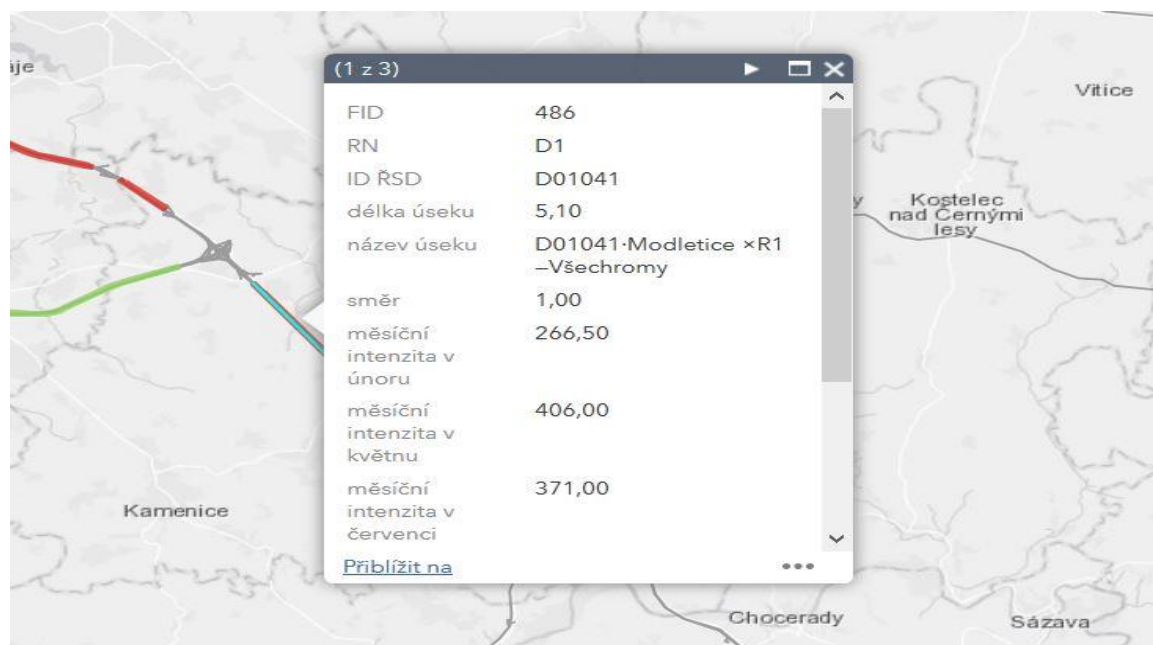 áje
Vitice
Kostelec
nad Černými
lesy
Kamenice
Chocerady
Sázava
(1 z 3)
FID 486
RN D1
ID ŘSD D01041
délka úseku 5,10
název úseku D01041·Modletice ×R1
–Všechromy
směr 1,00
měsíční 266,50
intenzita v
únoru
měsíční 406,00
intenzita v
květnu
měsíční 371,00
intenzita v
červenci
Přiblížit na